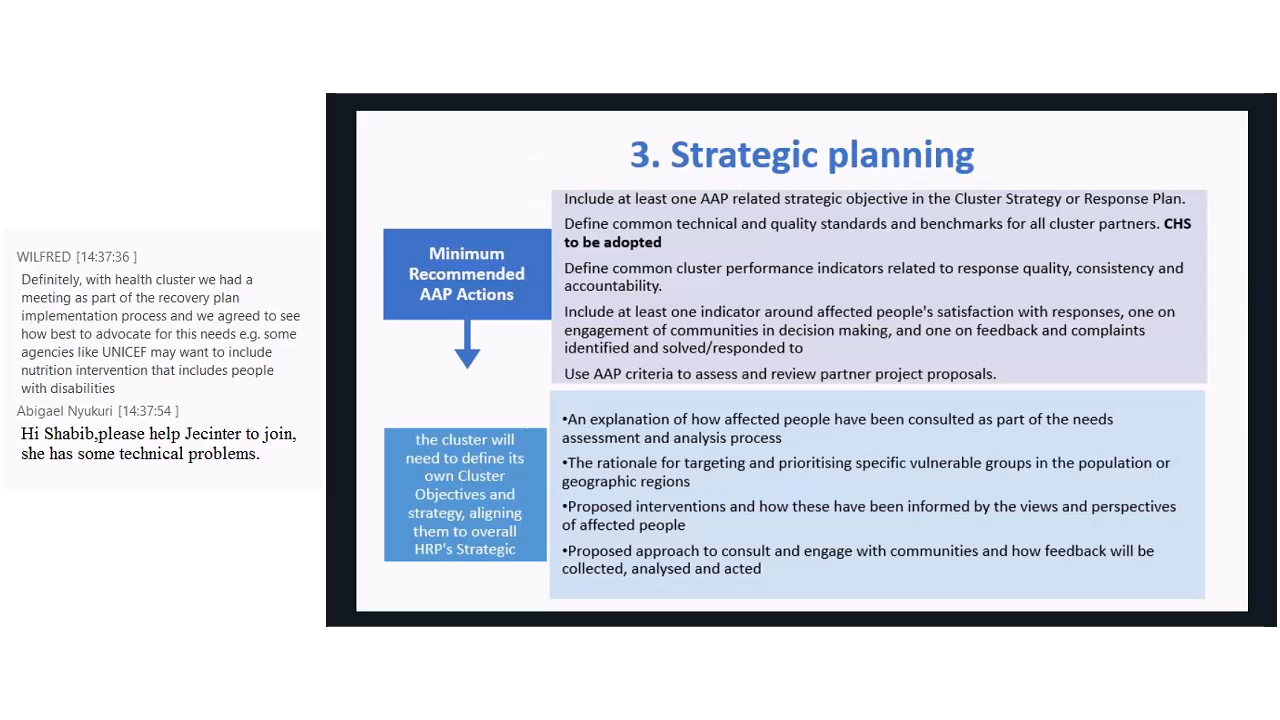 WILFRED [14:37:36 ]
Definitely, with health cluster we had a
meeting as part of the recovery plan
implementation process and we agreed to see
how best to advocate for this needs e.g. some
agencies like UNICEF may want to include
nutrition intervention that includes people
with disabilities
Abigael Nyukuri [14:37:54 ]
Hi Shabib,please help Jecinter to join,
she has some technical problems.
3. Strategic planning
Minimum
Recommended
AAP Actions
Include at least one AAP related strategic objective in the Cluster Strategy or Response Plan.
Define common technical and quality standards and benchmarks for all cluster partners. CHS
to be adopted
Define common cluster performance indicators related to response quality, consistency and
accountability.
Include at least one indicator around affected people's satisfaction with responses, one on
engagement of communities in decision making, and one on feedback and complaints
identified and solved/responded to
Use AAP criteria to assess and review partner project proposals.
the cluster will
need to define its
own Cluster
Objectives and
strategy, aligning
them to overall
HRP's Strategic
•An explanation of how affected people have been consulted as part of the needs
assessment and analysis process
•The rationale for targeting and prioritising specific vulnerable groups in the population or
geographic regions
•Proposed interventions and how these have been informed by the views and perspectives
of affected people
•Proposed approach to consult and engage with communities and how feedback will be
collected, analysed and acted